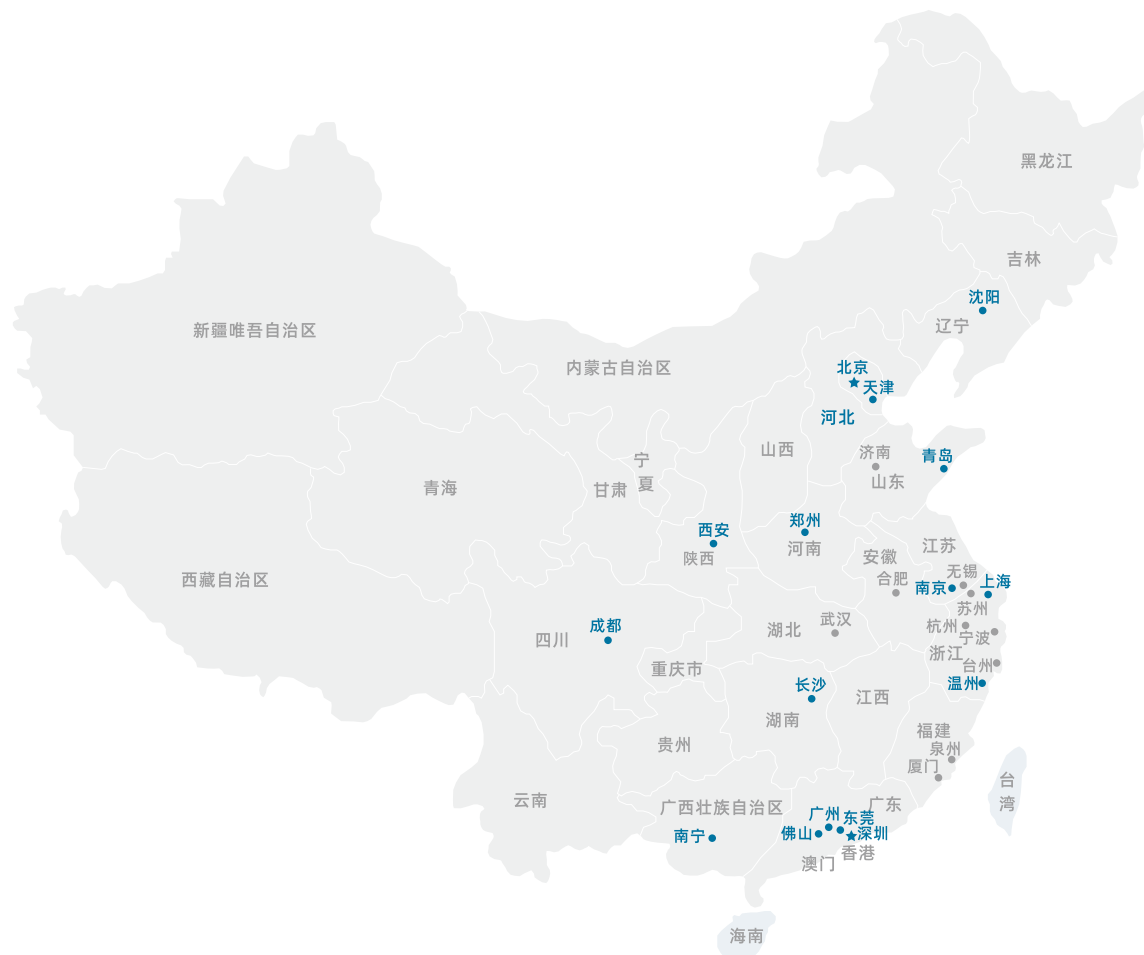 黑龙江
吉林
沈阳
辽宁
新疆唯吾自治区
内蒙古自治区
北京
天津
河北
山西
济南
青岛
宁
夏
山东
青海
甘肃
西安
郑州
陕西
河南
江苏
安徽
无锡
合肥
南京
上海
西藏自治区
苏州
四川
成都
湖北
武汉
杭州
宁波
浙江
台州
重庆市
长沙
温州
江西
湖南
福建
贵州
泉州
厦门
台
湾
云南
广西壮族自治区
广东
广州
东莞
南宁
佛山
深圳
香港
澳门
海南